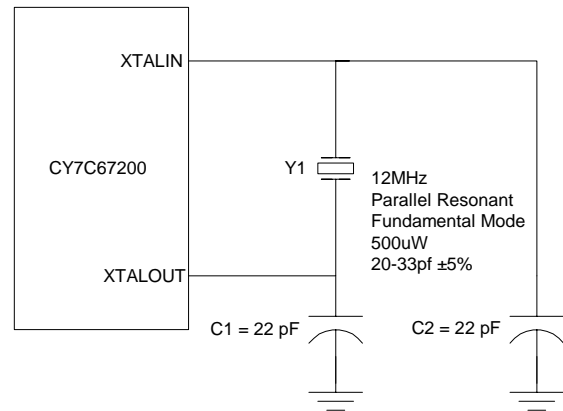 XTALIN
CY7C67200
Y1
12MHz
Parallel Resonant
Fundamental Mode
500uW
20-33pf ±5%
XTALOUT
C1 = 22 pF
C2 = 22 pF